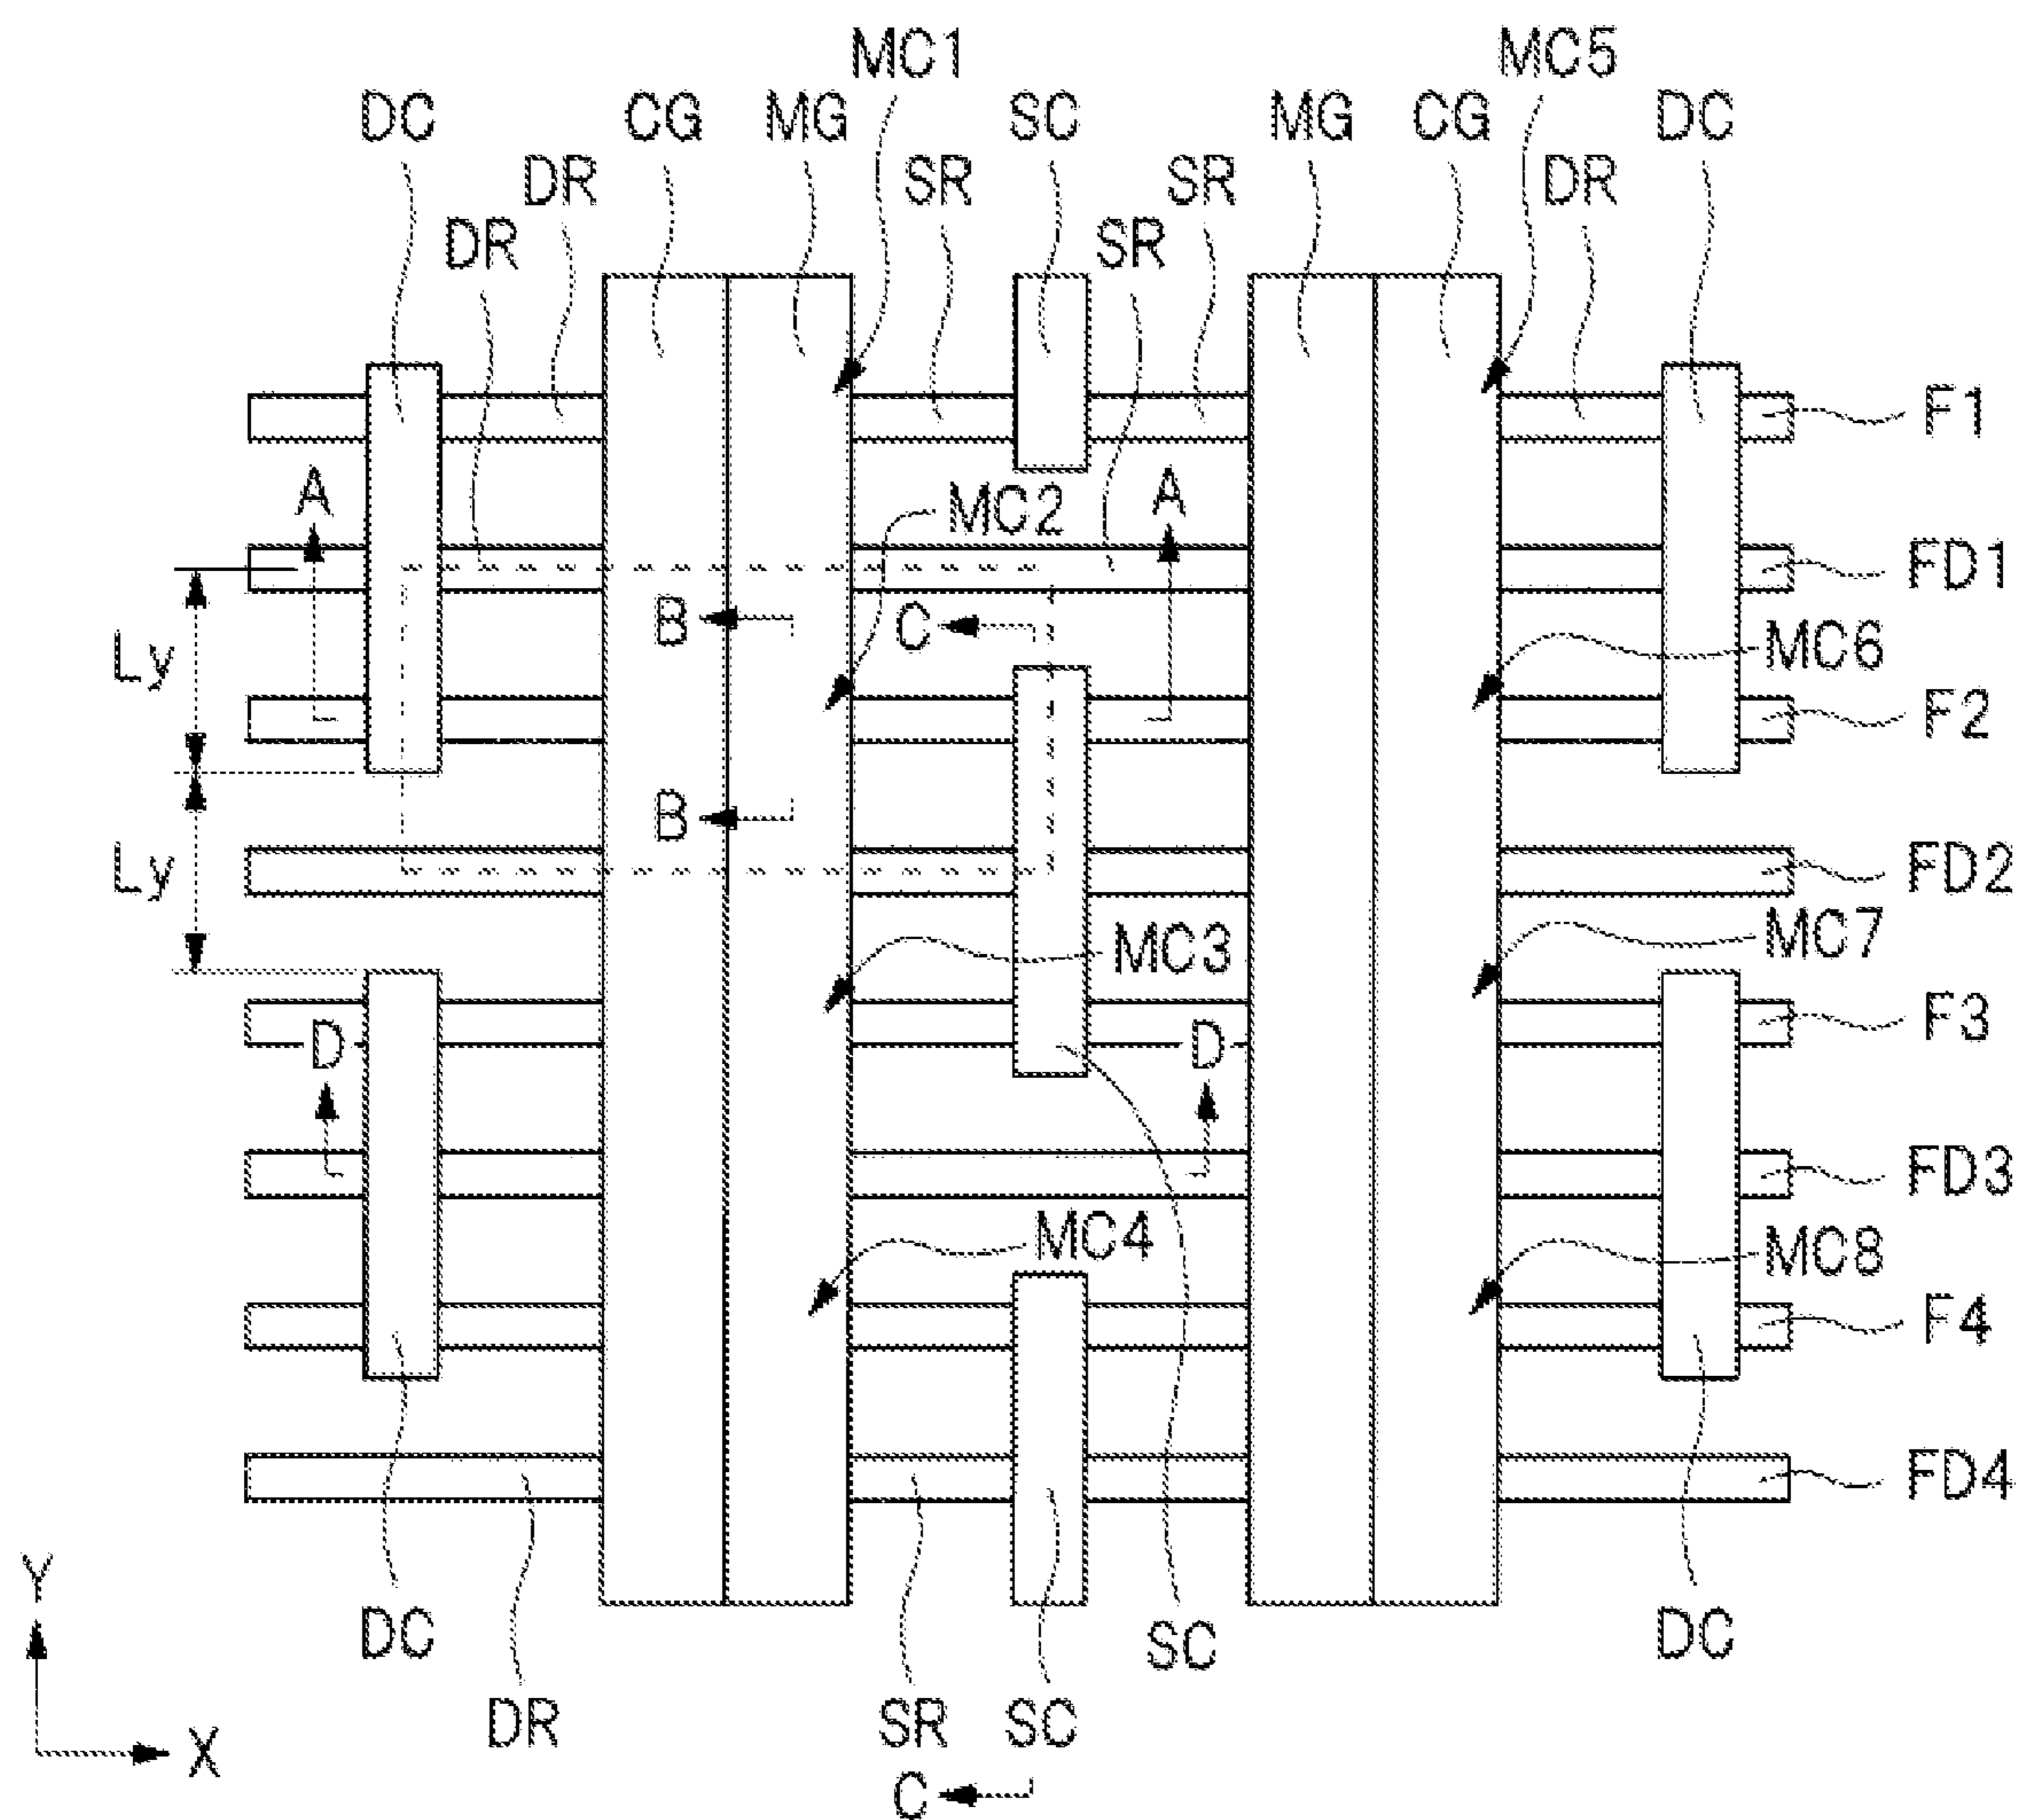 MC1 MC5
DC CG MG SC MG CG DC
DR SR SR DR
DR SR
F1
A MC2 A
FD1
B C MC6
Ly
F2
B
Ly FD2
MC3 MC7
F3
D D
FD3
MC4 MC8
F4
FD4
Y
DC SC DC
DR SR SC
X
C